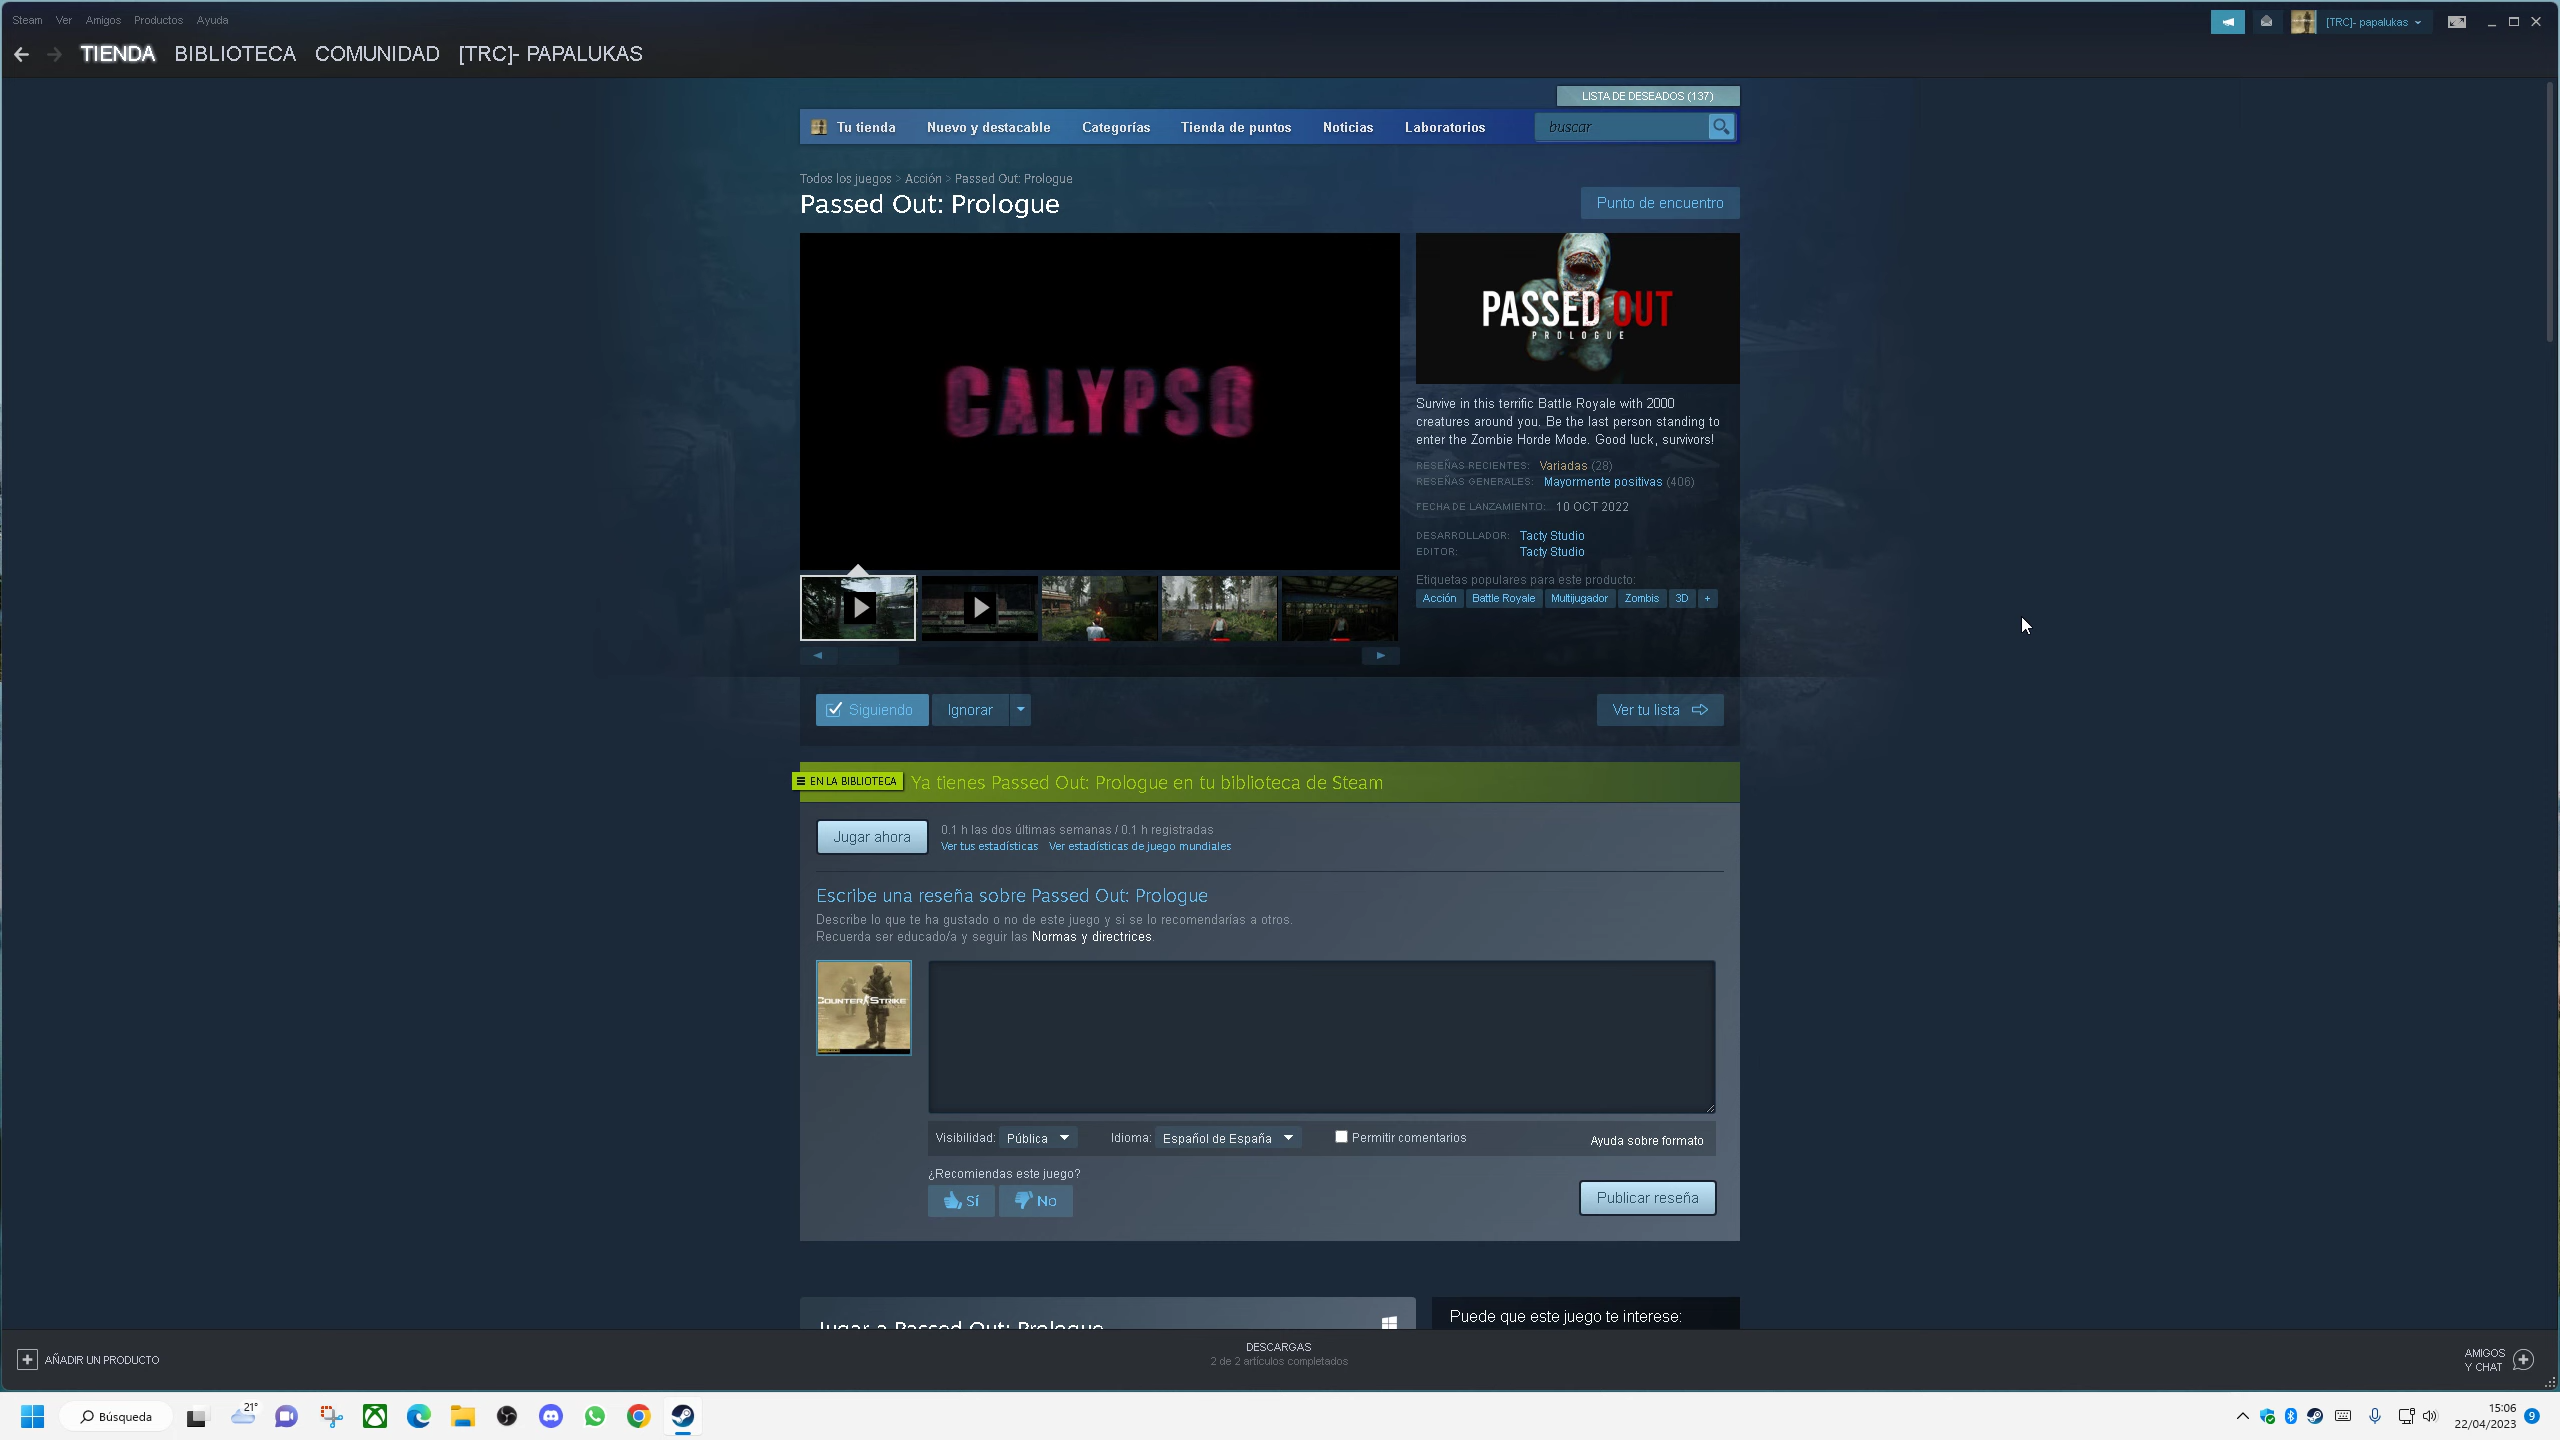 Steam Ver Amigos Productos Ayuda
[TRC]- papalukas
TIENDA BIBLIOTECA COMUNIDAD [TRC]- PAPALUKAS
LISTA DE DESEADOS (137)
Tu tienda Nuevo y destacable Categorías Tienda de puntos Noticias Laboratorios buscar
Todos los juegos > Acción > Passed Out: Prologue
Passed Out: Prologue
Punto de encuentro
CALYPSO
PASSED OUT
PROLOGUE
Survive in this terrific Battle Royale with 2000
creatures around you. Be the last person standing to
enter the Zombie Horde Mode. Good luck, survivors!
RESEÑAS RECIENTES: Variadas (28)
RESEÑAS GENERALES: Mayormente positivas (406)
FECHA DE LANZAMIENTO: 10 OCT 2022
DESARROLLADOR: Tacty Studio
EDITOR: Tacty Studio
Etiquetas populares para este producto:
Acción Battle Royale Multijugador Zombis 3D +
Siguiendo Ignorar Ver tu lista
EN LA BIBLIOTECA Ya tienes Passed Out: Prologue en tu biblioteca de Steam
Jugar ahora
0.1 h las dos últimas semanas / 0.1 h registradas
Ver tus estadísticas Ver estadísticas de juego mundiales
Escribe una reseña sobre Passed Out: Prologue
Describe lo que te ha gustado o no de este juego y si se lo recomendarías a otros.
Recuerda ser educado/a y seguir las Normas y directrices.
COUNTER STRIKE
Visibilidad: Pública Idioma: Español de España Permitir comentarios Ayuda sobre formato
¿Recomiendas este juego?
Sí No
Publicar reseña
Jugar a Passed Out: Prologue
Puede que este juego te interese:
AÑADIR UN PRODUCTO
DESCARGAS
2 de 2 artículos completados
AMIGOS
Y CHAT
21°
Búsqueda
15:06
22/04/2023
9